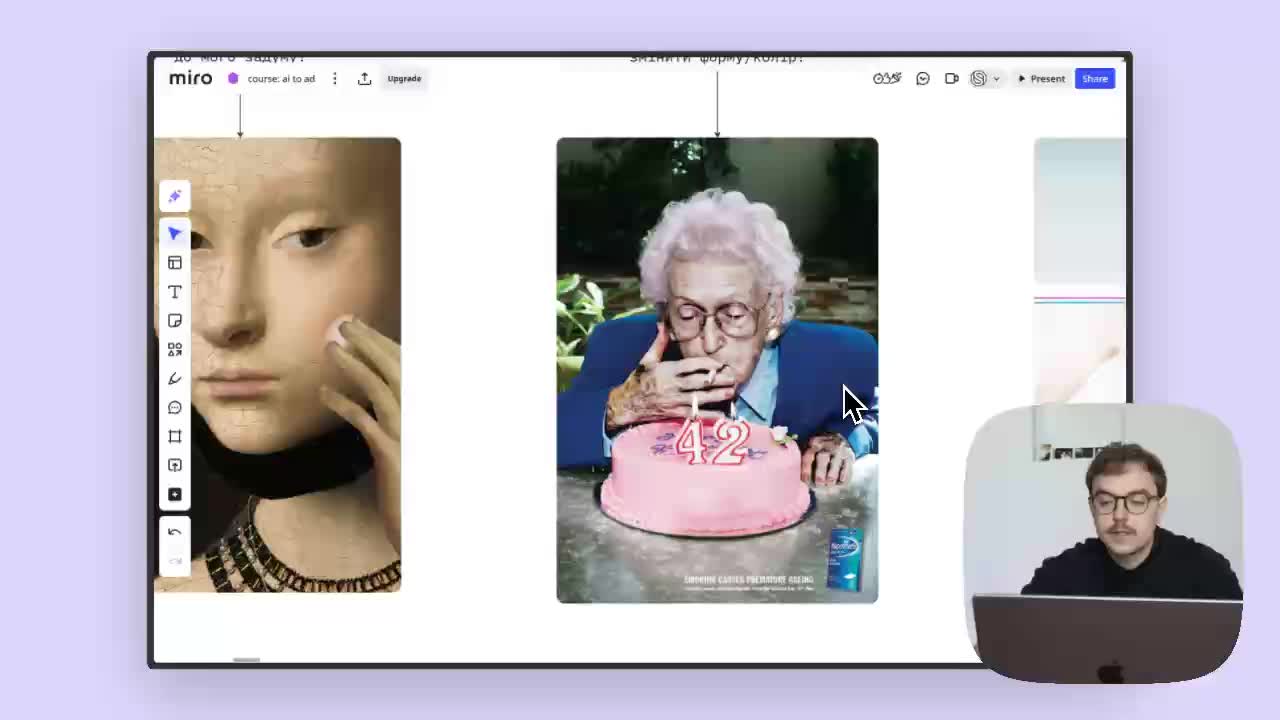 до мого задуму?
змінити форму/колір?
miro
course: ai to ad
Upgrade
Present
Share
42
SMOKING CAUSES PREMATURE AGEING